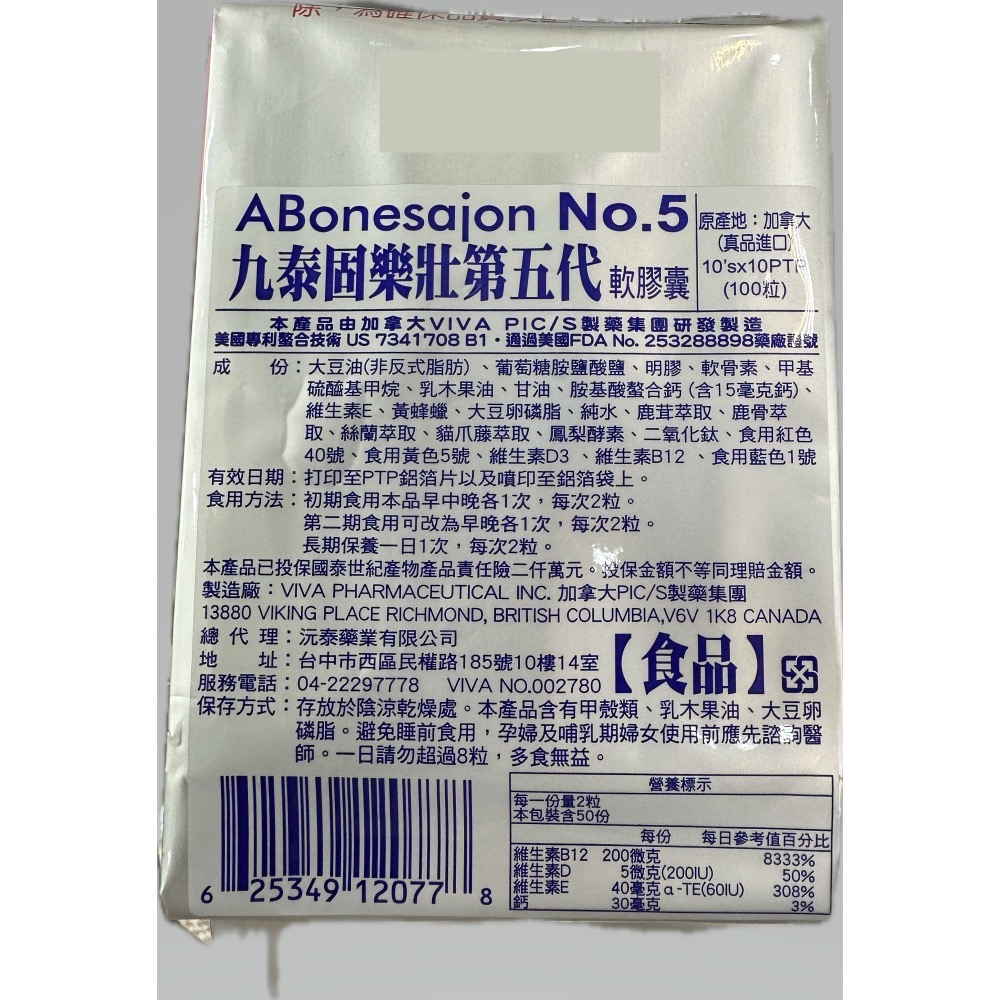 ABonesajon No.5
九泰固樂壯第五代 軟膠囊
原產地：加拿大
(真品進口)
10'sx10PTP
(100粒)
本產品由加拿大VIVA PIC/S製藥集團研發製造
美國專利螯合技術 US 7341708 B1・通過美國FDA No. 253288898藥廠證號
成　份：大豆油(非反式脂肪)、葡萄糖胺鹽酸鹽、明膠、軟骨素、甲基
硫醯基甲烷、乳木果油、甘油、胺基酸螯合鈣(含15毫克鈣)、
維生素E、黃蜂蠟、大豆卵磷脂、純水、鹿茸萃取、鹿骨萃
取、絲蘭萃取、貓爪藤萃取、鳳梨酵素、二氧化鈦、食用紅色
40號、食用黃色5號、維生素D3、維生素B12、食用藍色1號
有效日期：打印至PTP鋁箔片以及噴印至鋁箔袋上。
食用方法：初期食用本品早中晚各1次，每次2粒。
第二期食用可改為早晚各1次，每次2粒。
長期保養一日1次，每次2粒。
本產品已投保國泰世紀產物產品責任險二仟萬元。投保金額不等同理賠金額。
製造廠：VIVA PHARMACEUTICAL INC. 加拿大PIC/S製藥集團
13880 VIKING PLACE RICHMOND, BRITISH COLUMBIA,V6V 1K8 CANADA
總代理：沅泰藥業有限公司
地　址：台中市西區民權路185號10樓14室
服務電話：04-22297778 VIVA NO.002780
【食品】
保存方式：存放於陰涼乾燥處。本產品含有甲殼類、乳木果油、大豆卵
磷脂。避免睡前食用，孕婦及哺乳期婦女使用前應先諮詢醫
師。一日請勿超過8粒，多食無益。
6 25349 12077 8
營養標示
每一份量2粒
本包裝含50份
每份 每日參考值百分比
維生素B12 200微克 8333%
維生素D 5微克(200IU) 50%
維生素E 40毫克α-TE(60IU) 308%
鈣 30毫克 3%